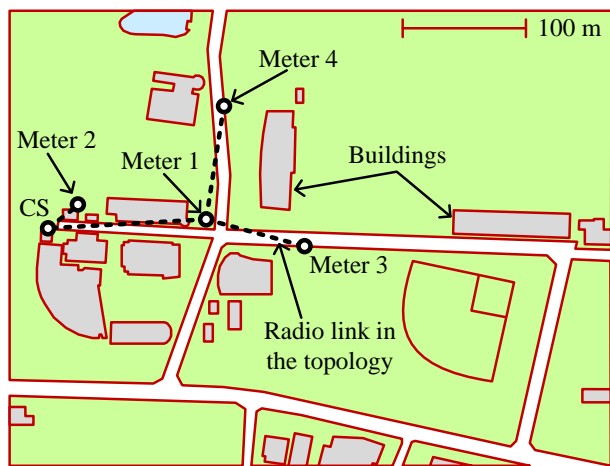 100 m
Meter 4
Meter 2
Meter 1
Buildings
CS
Meter 3
Radio link in
the topology